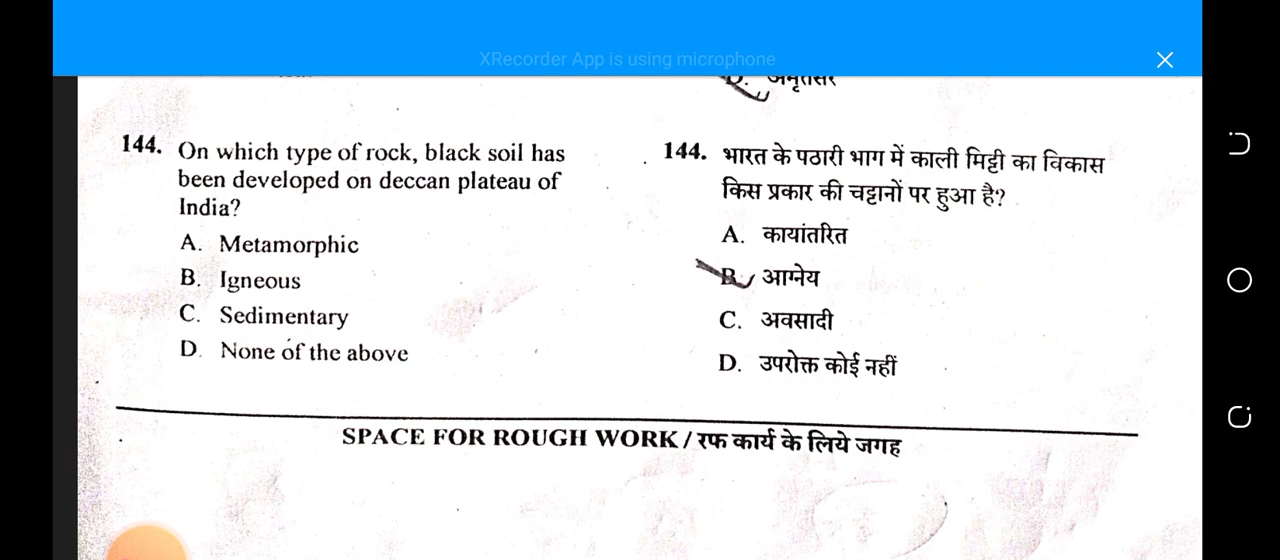 XRecorder App is using microphone
D. अमृतसर
144. On which type of rock, black soil has
been developed on deccan plateau of
India?
A. Metamorphic
B. Igneous
C. Sedimentary
D. None of the above
144. भारत के पठारी भाग में काली मिट्टी का विकास
किस प्रकार की चट्टानों पर हुआ है?
A. कायांतरित
B. आग्नेय
C. अवसादी
D. उपरोक्त कोई नहीं
SPACE FOR ROUGH WORK / रफ कार्य के लिये जगह